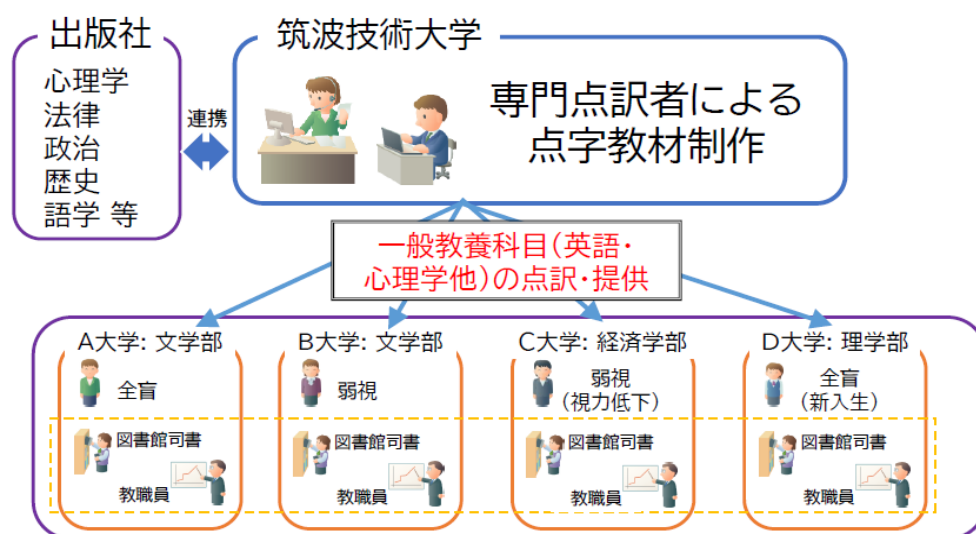 出版社
心理学
法律
政治
歴史
語学 等
連携
筑波技術大学
専門点訳者による
点字教材制作
一般教養科目(英語・
心理学他)の点訳・提供
A大学: 文学部
全盲
図書館司書
教職員
B大学: 文学部
弱視
図書館司書
教職員
C大学: 経済学部
弱視
(視力低下)
図書館司書
教職員
D大学: 理学部
全盲
(新入生)
図書館司書
教職員